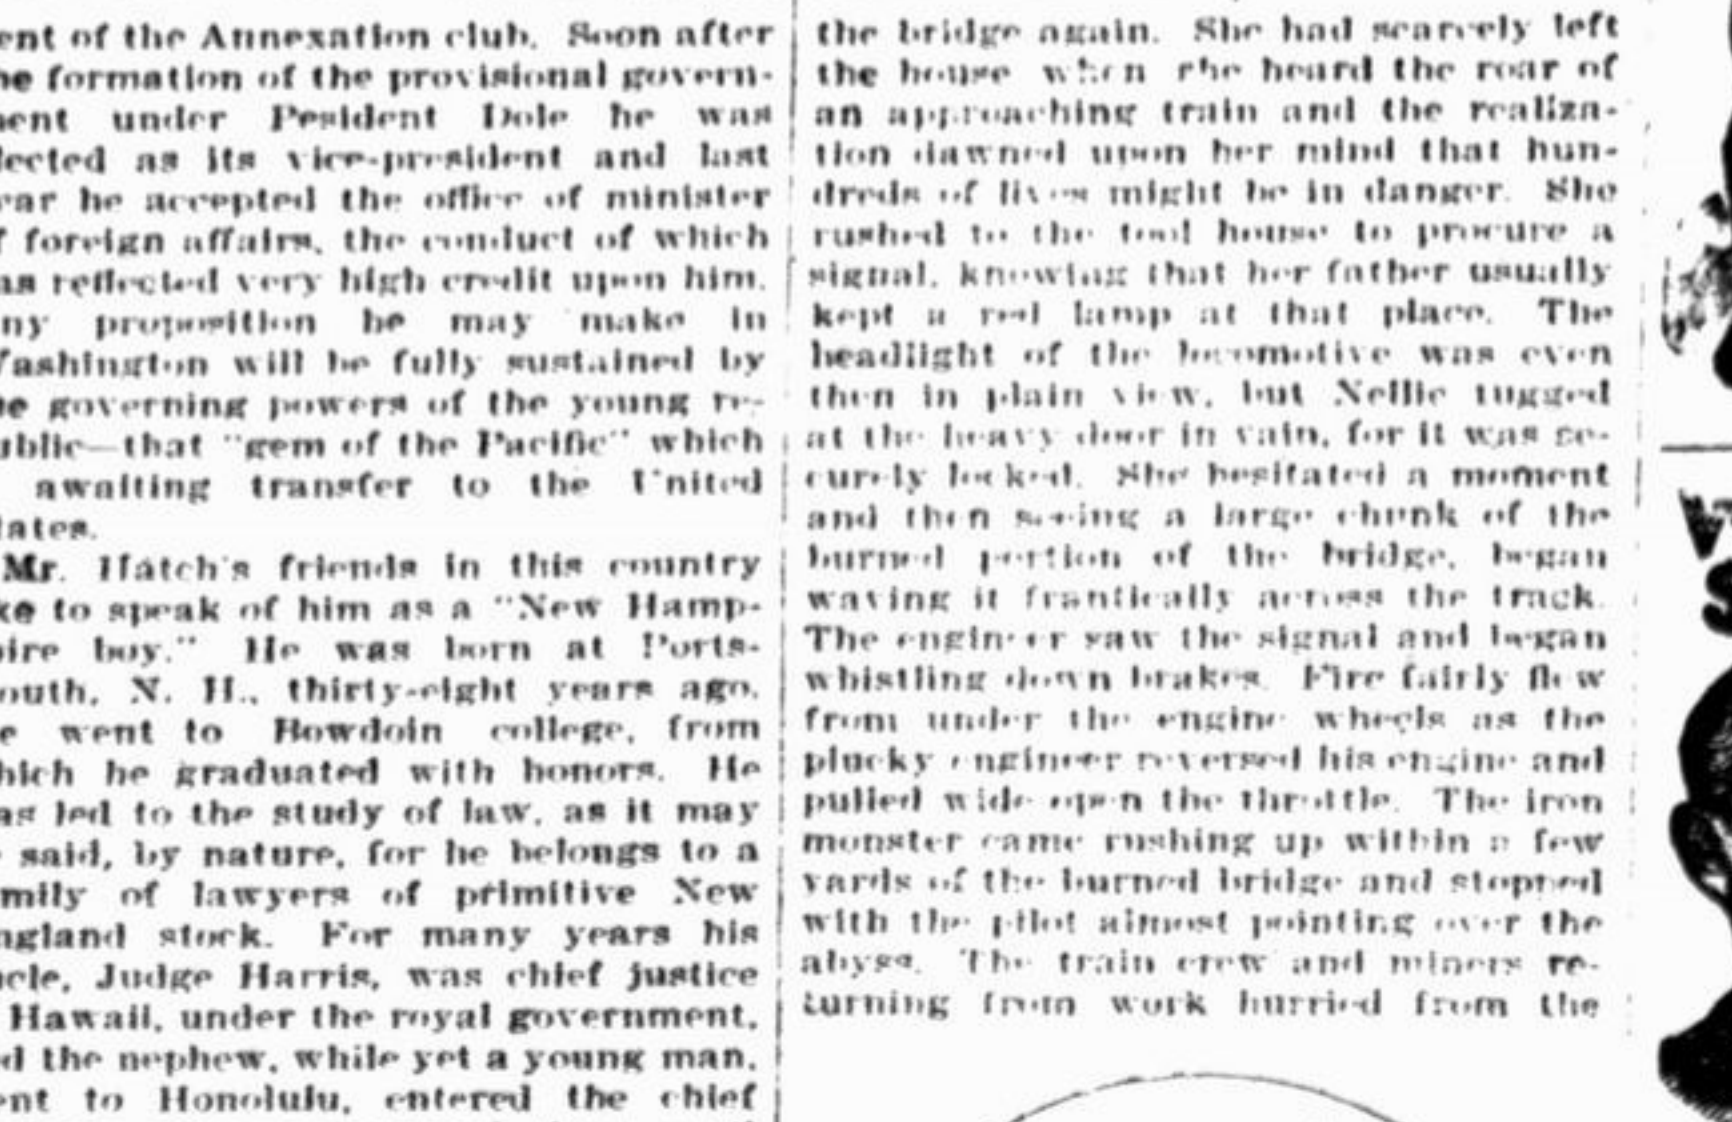 ent of the Annexation club. Soon after
he formation of the provisional govern-
ment under Pesident Dole he was
lected as its vice-president and last
ear he accepted the office of minister
f foreign affairs, the conduct of which
as reflected very high credit upon him.
ny proposition he may make in
Washington will be fully sustained by
he governing powers of the young re-
ublic—that "gem of the Pacific" which
awaiting transfer to the United
tates.
Mr. Hatch's friends in this country
ke to speak of him as a "New Hamp-
hire boy." He was born at Ports-
outh, N. H., thirty-eight years ago.
e went to Bowdoin college, from
hich he graduated with honors. He
as led to the study of law, as it may
said, by nature, for he belongs to a
mily of lawyers of primitive New
ngland stock. For many years his
ncle, Judge Harris, was chief justice
Hawaii, under the royal government,
d the nephew, while yet a young man,
ent to Honolulu, entered the chief
the bridge again. She had scarcely left
the house when she heard the roar of
an approaching train and the realiza-
tion dawned upon her mind that hun-
dreds of lives might be in danger. She
rushed to the tool house to procure a
signal, knowing that her father usually
kept a red lamp at that place. The
headlight of the locomotive was even
then in plain view, but Nellie tugged
at the heavy door in vain, for it was se-
curely locked. She hesitated a moment
and then seeing a large chunk of the
burned portion of the bridge, began
waving it frantically across the track.
The engineer saw the signal and began
whistling down brakes. Fire fairly flew
from under the engine wheels as the
plucky engineer reversed his engine and
pulled wide open the throttle. The iron
monster came rushing up within a few
yards of the burned bridge and stopped
with the pilot almost pointing over the
abyss. The train crew and miners re-
turning from work hurried from the